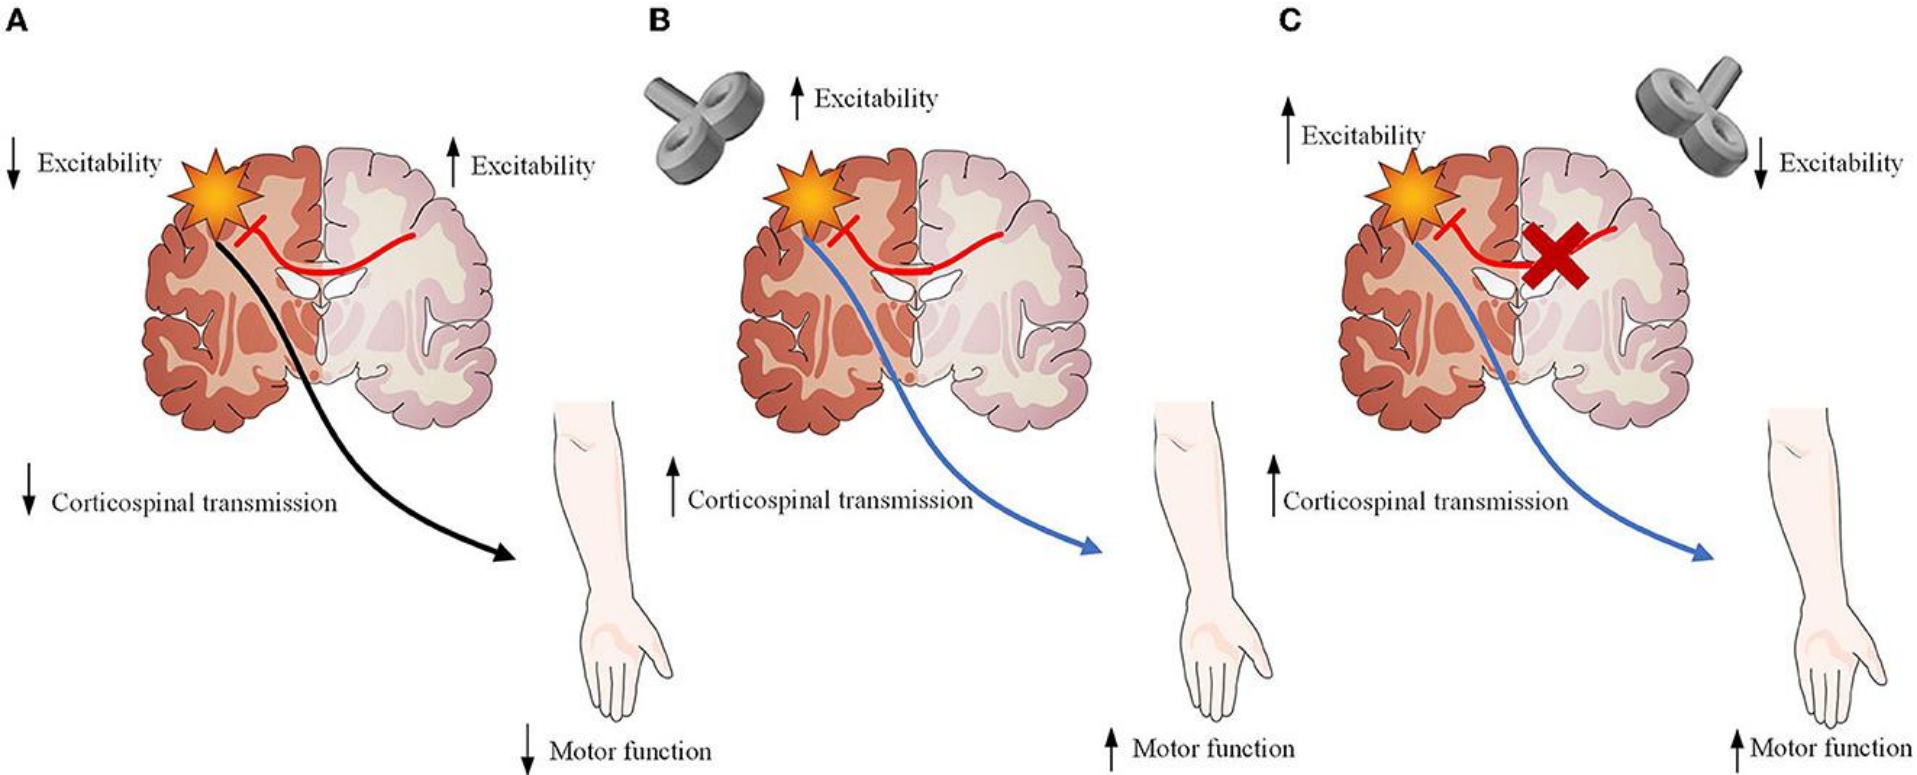 A
B
C
Excitability
Excitability
Excitability
Excitability
Excitability
Corticospinal transmission
Corticospinal transmission
Corticospinal transmission
Motor function
Motor function
Motor function